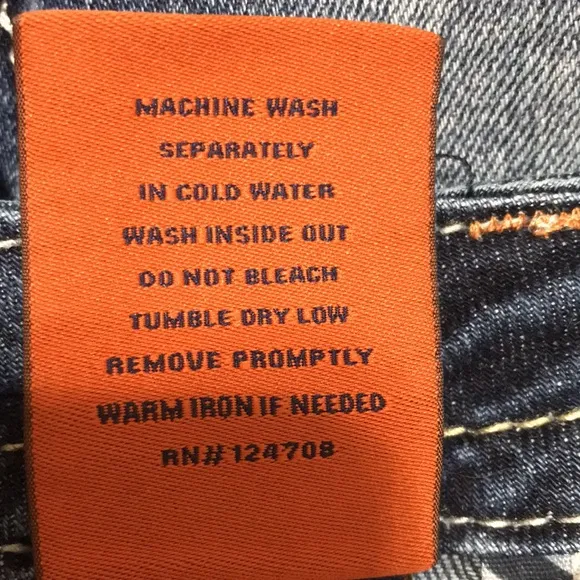 MACHINE WASH
SEPARATELY
IN COLD WATER
WASH INSIDE OUT
DO NOT BLEACH
TUMBLE DRY LOW
REMOVE PROMPTLY
WARM IRON IF NEEDED
RN# 124708